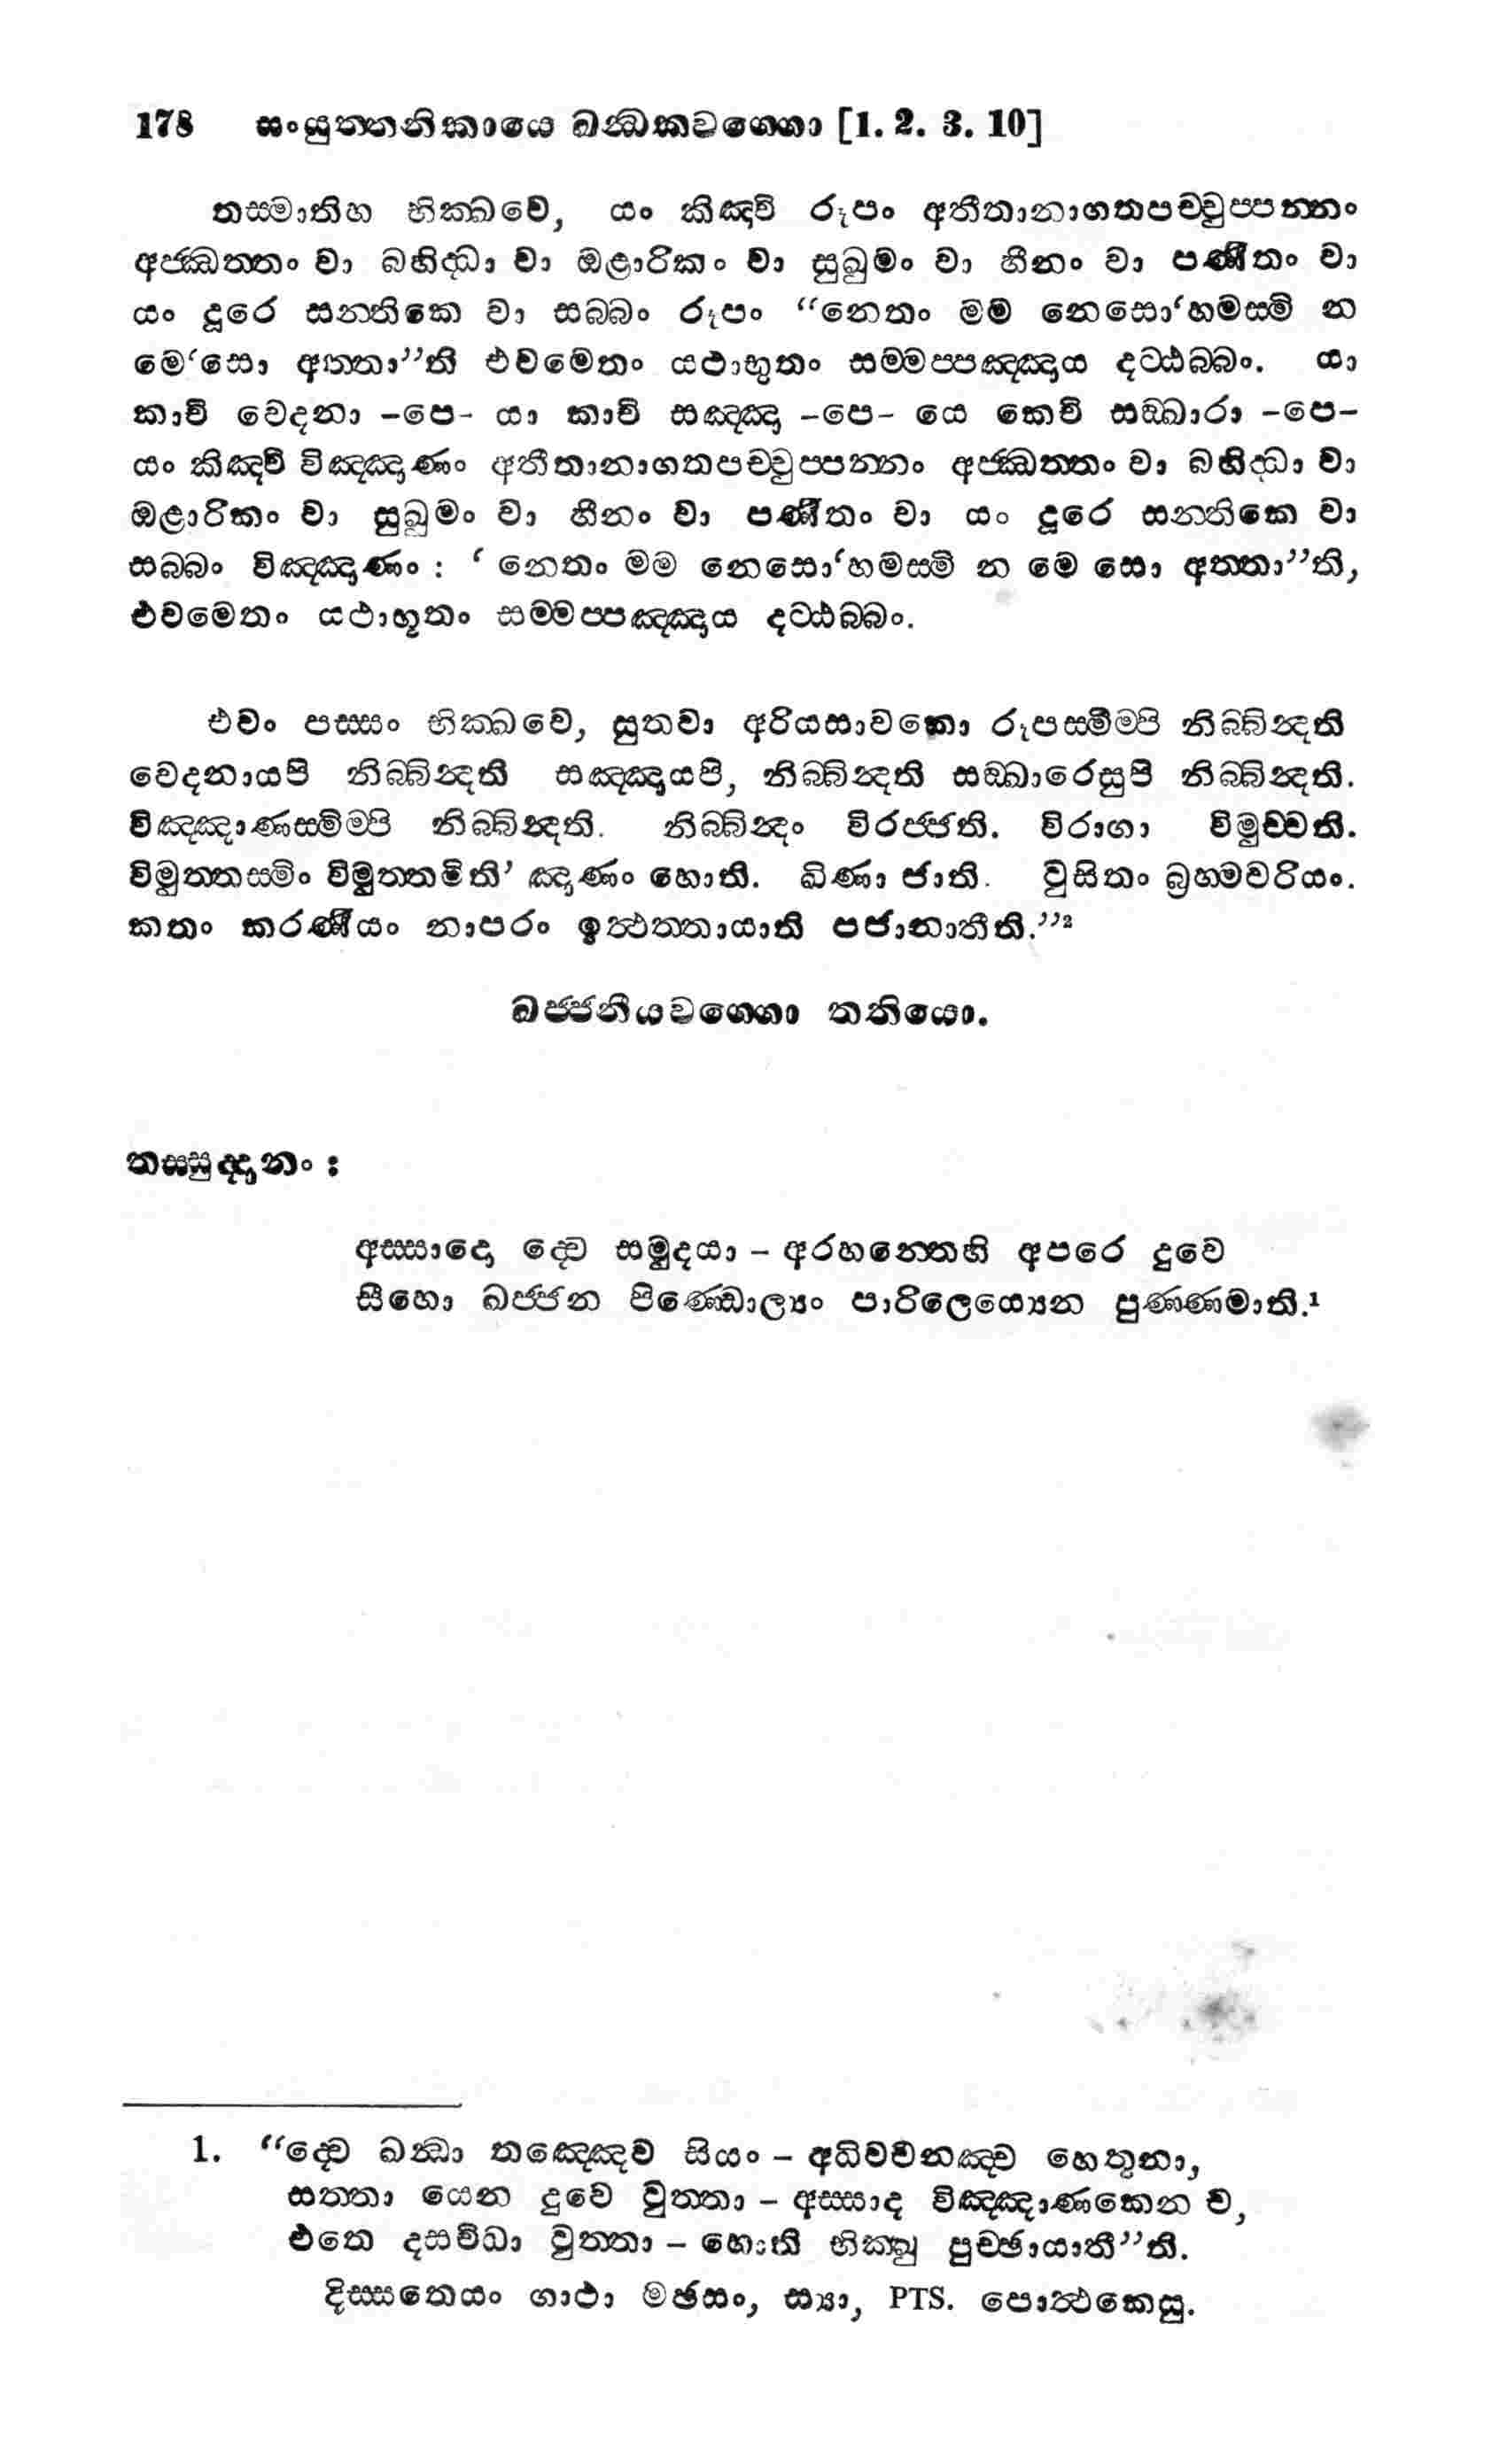 178 සංයුත්තනිකායෙ ඛන්ධකවග්ගො [1. 2. 3. 10]
තස්මාතිහ භික්ඛවෙ, යං කිඤ්චි රූපං අතීතානාගතපච්චුප්පන්නං
අජ්ඣත්තං වා බහිද්ධා වා ඔළාරිකං වා සුඛුමං වා හීනං වා පණීතං වා
යං දූරෙ සන්තිකෙ වා සබ්බං රූපං “නෙතං මම නෙසො‘හමස්මි න
මෙ‘සො අත්තා”ති එවමෙතං යථාභුතං සම්මප්පඤ්ඤාය දට්ඨබ්බං. යා
කාචි වෙදනා -පෙ- යා කාචි සඤ්ඤා -පෙ- යෙ කෙචි සඞ්ඛාරා -පෙ-
යං කිඤ්චි විඤ්ඤාණං අතීතානාගතපච්චුප්පන්නං අජ්ඣත්තං වා බහිද්ධා වා
ඔළාරිකං වා සුඛුමං වා හීනං වා පණීතං වා යං දූරෙ සන්තිකෙ වා
සබ්බං විඤ්ඤාණං : ‘ නෙතං මම නෙසො‘හමස්මි න මෙ සො අත්තා”ති,
එවමෙතං යථාභූතං සම්මප්පඤ්ඤාය දට්ඨබ්බං.
එවං පස්සං භික්ඛවෙ, සුතවා අරියසාවකො රූපස්මිම්පි නිබ්බින්දති
වෙදනායපි නිබ්බින්දති සඤ්ඤායපි, නිබ්බින්දති සඞ්ඛාරෙසුපි නිබ්බින්දති.
විඤ්ඤාණස්මිම්පි නිබ්බින්දති. නිබ්බින්දං විරජ්ජති. විරාගා විමුච්චති.
විමුත්තස්මිං විමුත්තමිති’ ඤාණං හොති. ඛීණා ජාති. වුසිතං බ්‍රහ්මචරියං.
කතං කරණීයං නාපරං ඉත්ථත්තායාති පජානාතීති.”²
ඛජ්ජනීයවග්ගො තතියො.
තස්සුද්දානං :
අස්සාදො ද්වෙ සමුදයා – අරහන්තෙහි අපරෙ දුවෙ
සීහො ඛජ්ජන පිණ්ඩොල්‍යං පාරිලෙය්‍යෙන පුණ්ණමාති.¹
1. “ද්වෙ ඛන්ධා තඤ්ඤෙව සියං – අධිවචනඤ්ච හෙතුනා,
සත්තා යෙන දුවෙ වුත්තා – අස්සාද විඤ්ඤාණකෙන ච,
එතෙ දසවිධා වුත්තා – හොති භික්ඛු පුච්ඡායාති”ති.
දිස්සතෙයං ගාථා මඡසං, ස්‍යා, PTS. පොත්ථකෙසු.